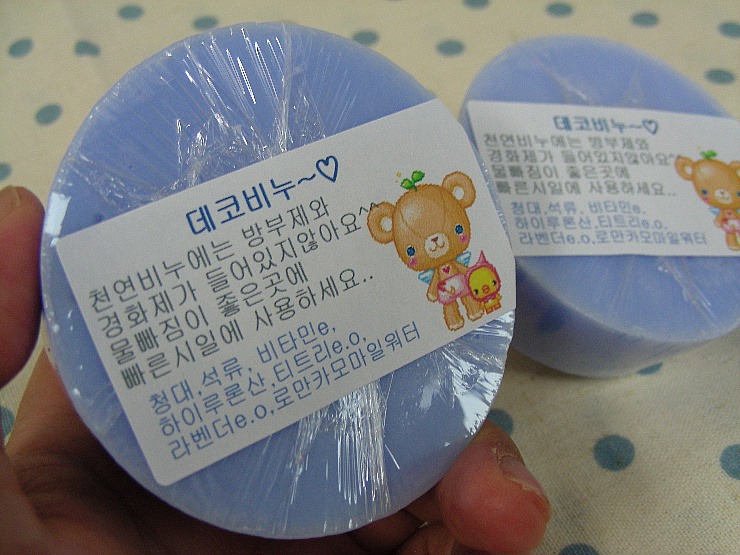 데코비누~♡
천연비누에는 방부제와
경화제가 들어있지않아요^^
물빠짐이 좋은곳에
빠른시일에 사용하세요..
청대,석류, 비타민e,
하이루론산,티트리e.o,
라벤더e.o,로만카모마일워터
데코비누~♡
천연비누에는 방부제와
경화제가 들어있지않아요^
물빠짐이 좋은곳에
빠른시일에 사용하세요..
청대,석류, 비타민e,
하이루론산,티트리e.o,
라벤더e.o,로만카모마일워터